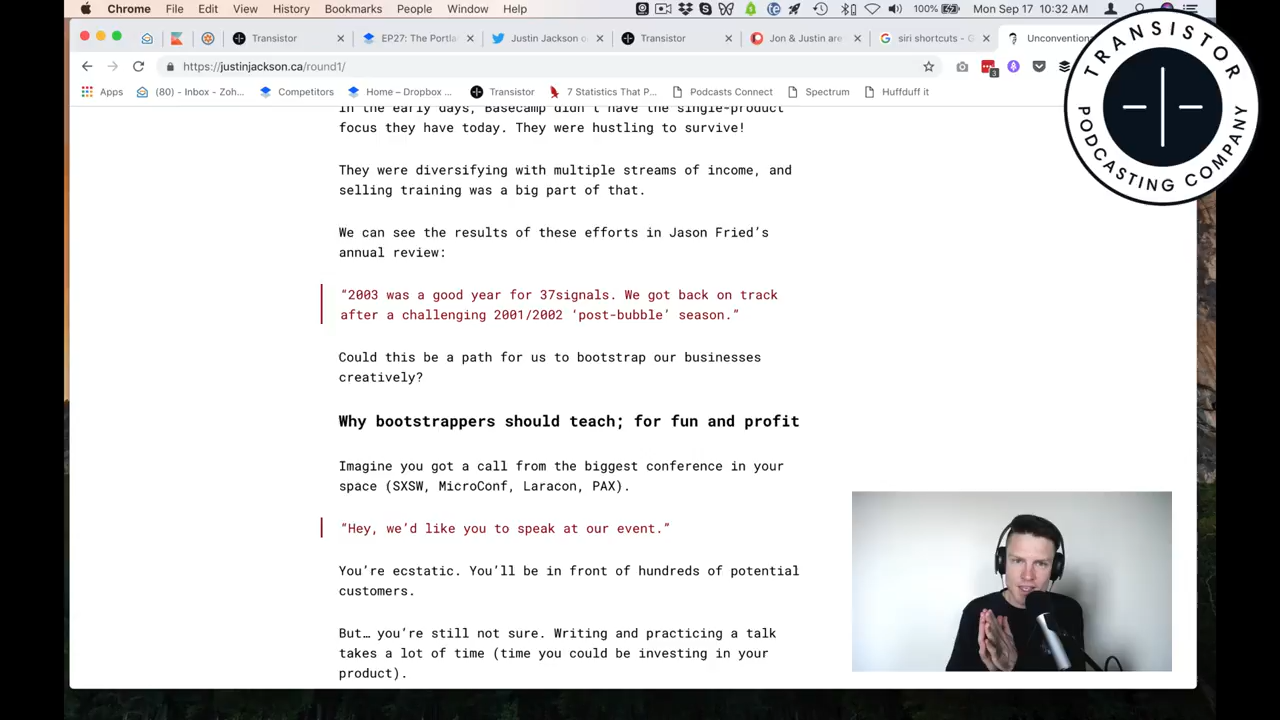 Chrome File Edit View History Bookmarks People Window Help 100% Mon Sep 17 10:32 AM
Transistor EP27: The Portla Justin Jackson o Transistor Jon & Justin are siri shortcuts - G Unconventiona
https://justinjackson.ca/round1/ 3
Apps (80) - Inbox - Zoh... Competitors Home – Dropbox ... Transistor 7 Statistics That P... Podcasts Connect Spectrum Huffduff it
TRANSISTOR
PODCASTING COMPANY
In the early days, Basecamp didn't have the single-product
focus they have today. They were hustling to survive!
They were diversifying with multiple streams of income, and
selling training was a big part of that.
We can see the results of these efforts in Jason Fried’s
annual review:
“2003 was a good year for 37signals. We got back on track
after a challenging 2001/2002 ‘post-bubble’ season.”
Could this be a path for us to bootstrap our businesses
creatively?
Why bootstrappers should teach; for fun and profit
Imagine you got a call from the biggest conference in your
space (SXSW, MicroConf, Laracon, PAX).
“Hey, we’d like you to speak at our event.”
You’re ecstatic. You’ll be in front of hundreds of potential
customers.
But… you’re still not sure. Writing and practicing a talk
takes a lot of time (time you could be investing in your
product).